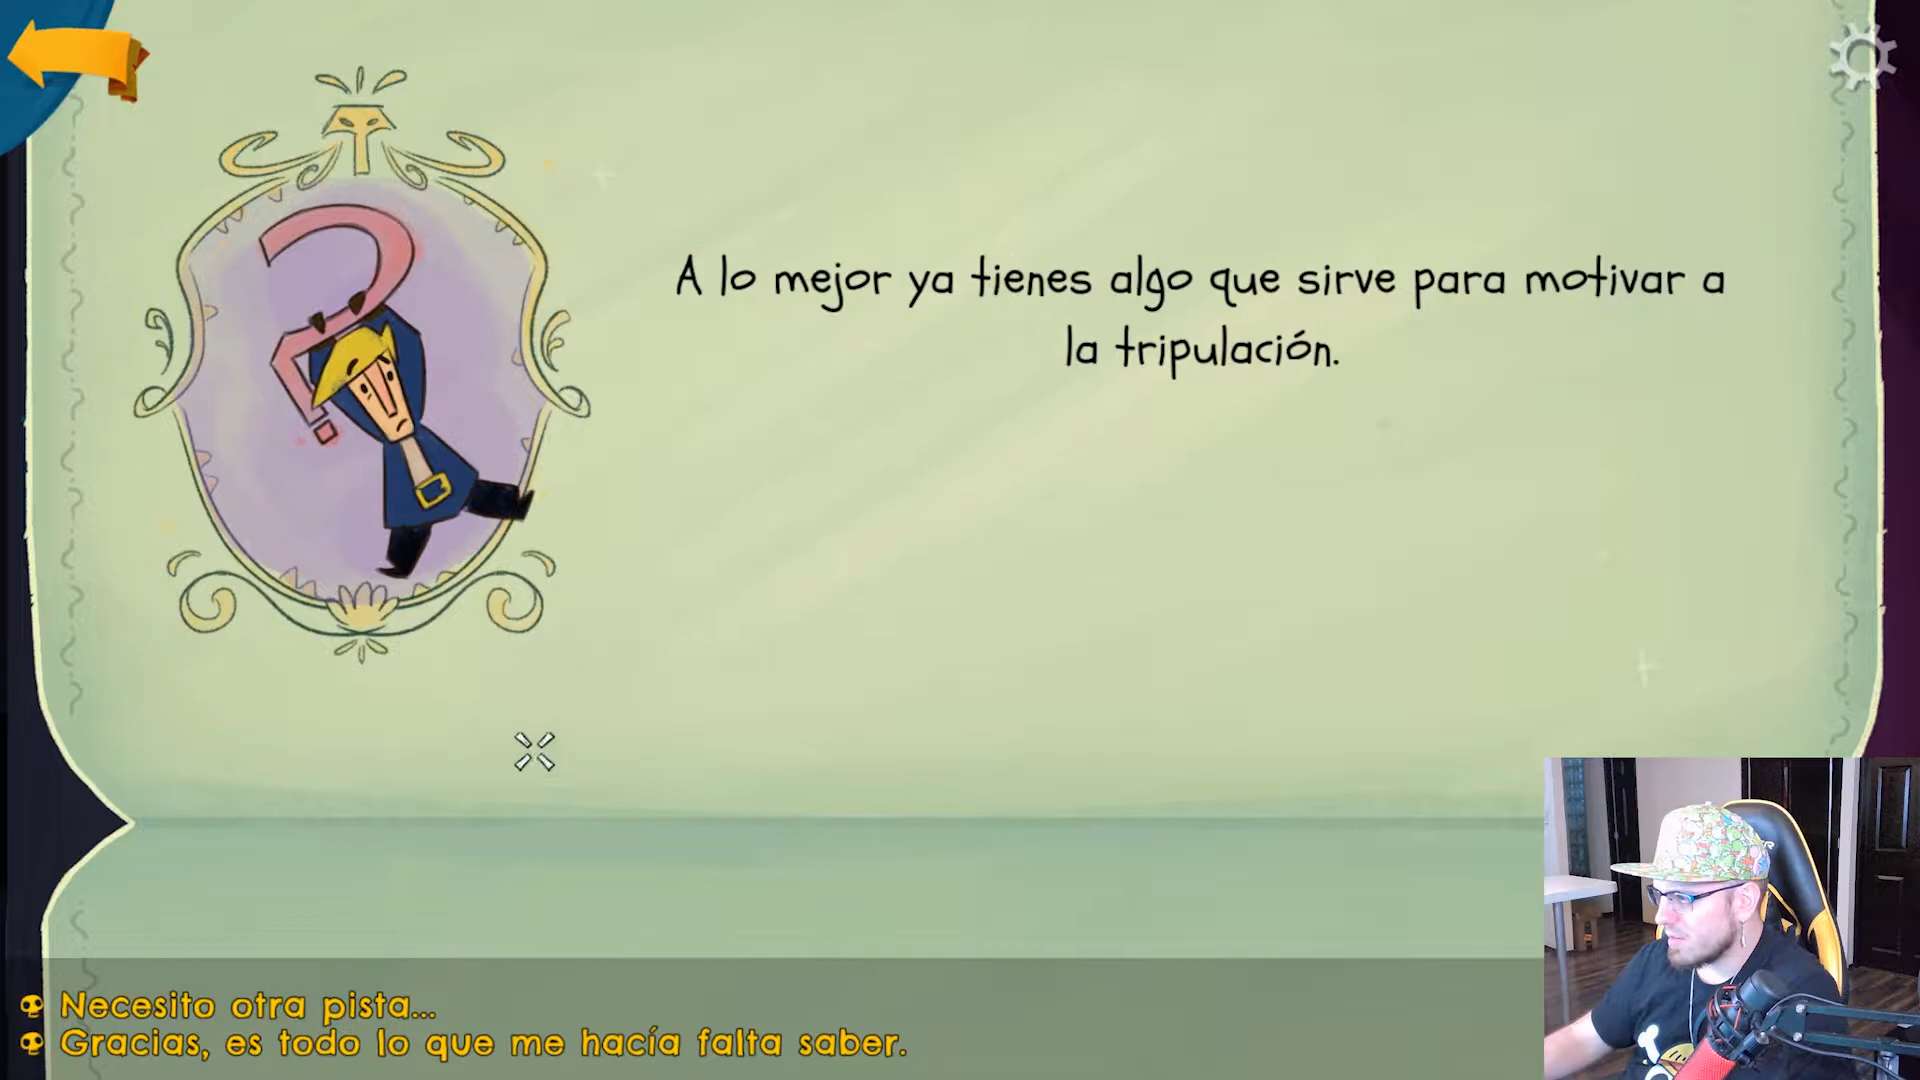 A lo mejor ya tienes algo que sirve para motivar a
la tripulación.
Necesito otra pista...
Gracias, es todo lo que me hacía falta saber.